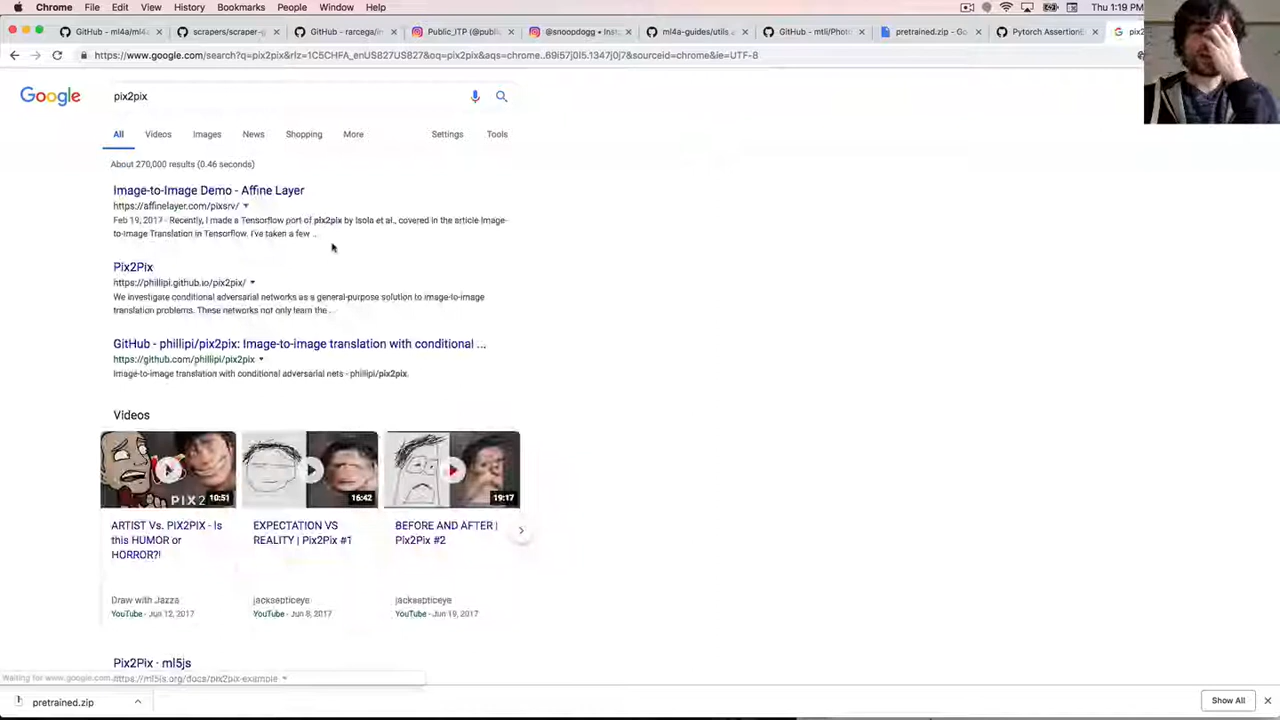 Chrome File Edit View History Bookmarks People Window Help Thu 1:19 PM
GitHub - ml4a/ml4 scrapers/scraper- GitHub - rarcega/in Public_ITP (@public @snoopdogg • Inst ml4a-guides/utils GitHub - mtli/Phot pretrained.zip - Go Pytorch AssertionE pix2
https://www.google.com/search?q=pix2pix&rlz=1C5CHFA_enUS827US827&oq=pix2pix&aqs=chrome...69i57j0l5.1347j0j7&sourceid=chrome&ie=UTF-8
Google pix2pix
All Videos Images News Shopping More Settings Tools
About 270,000 results (0.46 seconds)
Image-to-Image Demo - Affine Layer
https://affinelayer.com/pixsrv/
Feb 19, 2017 - Recently, I made a Tensorflow port of pix2pix by Isola et al., covered in the article Image-
to-Image Translation in Tensorflow. I've taken a few ...
Pix2Pix
https://phillipi.github.io/pix2pix/
We investigate conditional adversarial networks as a general-purpose solution to image-to-image
translation problems. These networks not only learn the ...
GitHub - phillipi/pix2pix: Image-to-image translation with conditional ...
https://github.com/phillipi/pix2pix
Image-to-image translation with conditional adversarial nets - phillipi/pix2pix.
Videos
PIX2 10:51 16:42 19:17
ARTIST Vs. PIX2PIX - Is
this HUMOR or
HORROR?!
EXPECTATION VS
REALITY | Pix2Pix #1
BEFORE AND AFTER |
Pix2Pix #2
Draw with Jazza jacksepticeye jacksepticeye
YouTube - Jun 12, 2017 YouTube - Jun 8, 2017 YouTube - Jun 19, 2017
Pix2Pix · ml5js
Waiting for www.google.com... https://ml5js.org/docs/pix2pix-example
pretrained.zip Show All